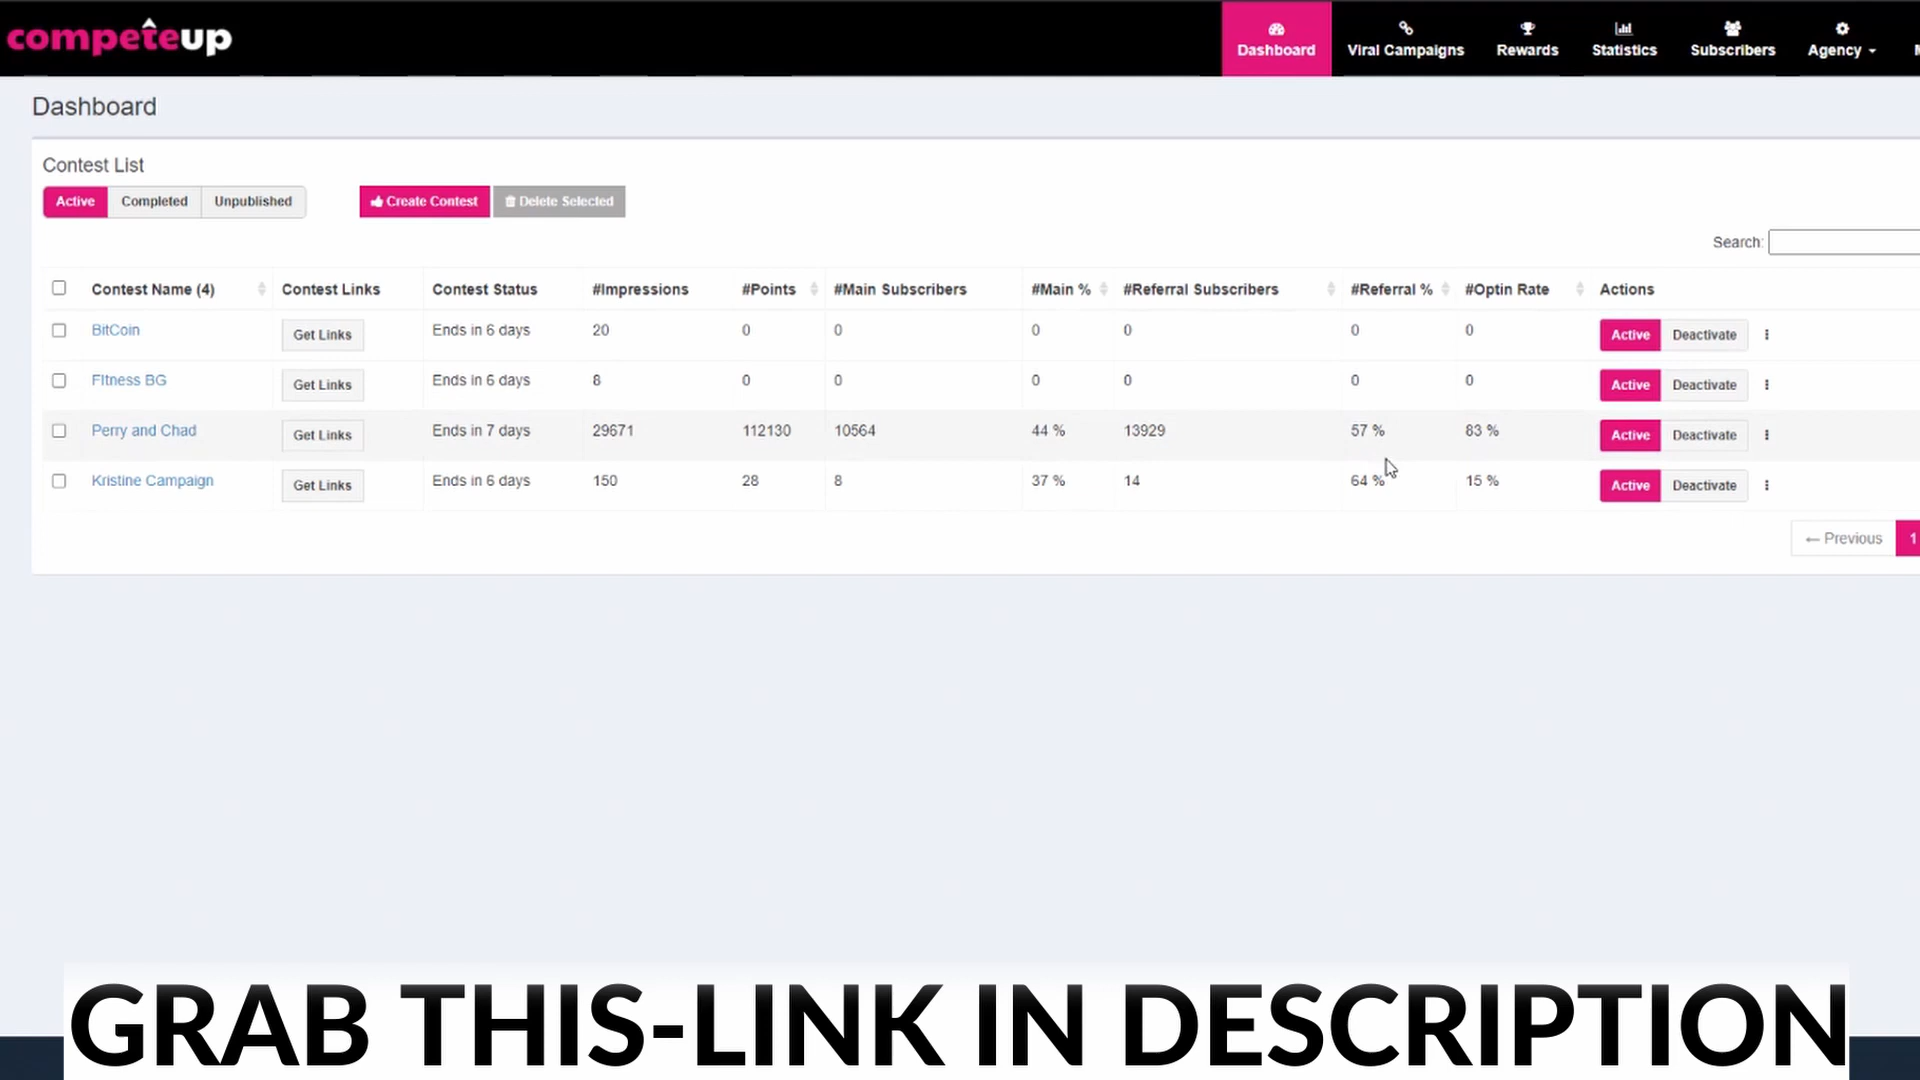 competeup
Dashboard Viral Campaigns Rewards Statistics Subscribers Agency
Dashboard
Contest List
Active Completed Unpublished Create Contest Delete Selected
Search:
Contest Name (4) Contest Links Contest Status #Impressions #Points #Main Subscribers #Main % #Referral Subscribers #Referral % #Optin Rate Actions
BitCoin Get Links Ends in 6 days 20 0 0 0 0 0 0 Active Deactivate
FItness BG Get Links Ends in 6 days 8 0 0 0 0 0 0 Active Deactivate
Perry and Chad Get Links Ends in 7 days 29671 112130 10564 44 % 13929 57 % 83 % Active Deactivate
Kristine Campaign Get Links Ends in 6 days 150 28 8 37 % 14 64 % 15 % Active Deactivate
← Previous 1
GRAB THIS-LINK IN DESCRIPTION